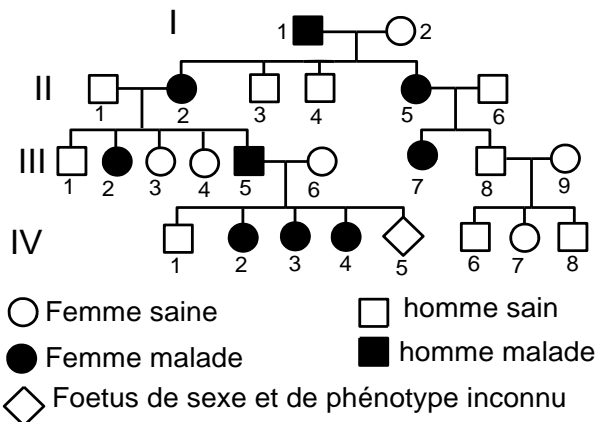 I 1 2
II 1 2 3 4 5 6
III 1 2 3 4 5 6 7 8 9
IV 1 2 3 4 5 6 7 8
Femme saine homme sain
Femme malade homme malade
Foetus de sexe et de phénotype inconnu